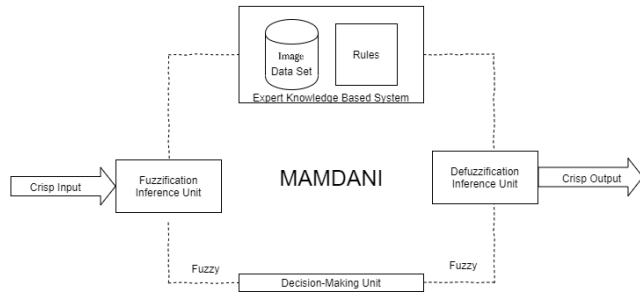 Image
Data Set
Rules
Expert Knowledge Based System
Crisp Input
Fuzzification
Inference Unit
MAMDANI
Defuzzification
Inference Unit
Crisp Output
Fuzzy
Decision-Making Unit
Fuzzy